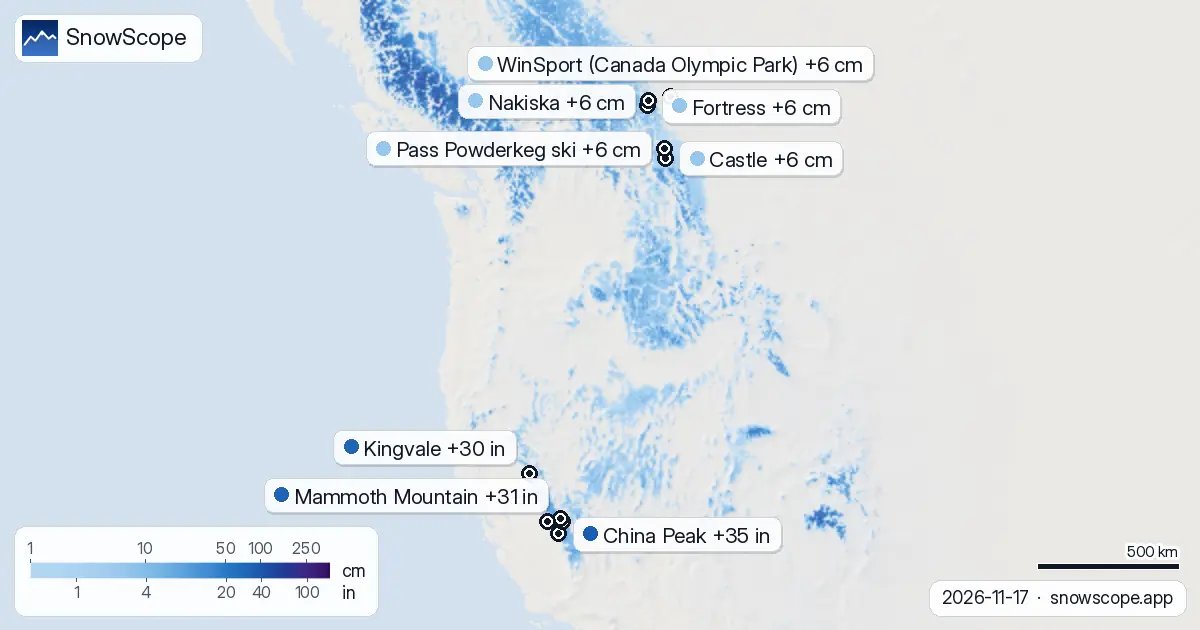 SnowScope
WinSport (Canada Olympic Park) +6 cm
Nakiska +6 cm
Fortress +6 cm
Pass Powderkeg ski +6 cm
Castle +6 cm
Kingvale +30 in
Mammoth Mountain +31 in
China Peak +35 in
1 10 50 100 250
cm
1 4 20 40 100 in
500 km
2026-11-17 · snowscope.app